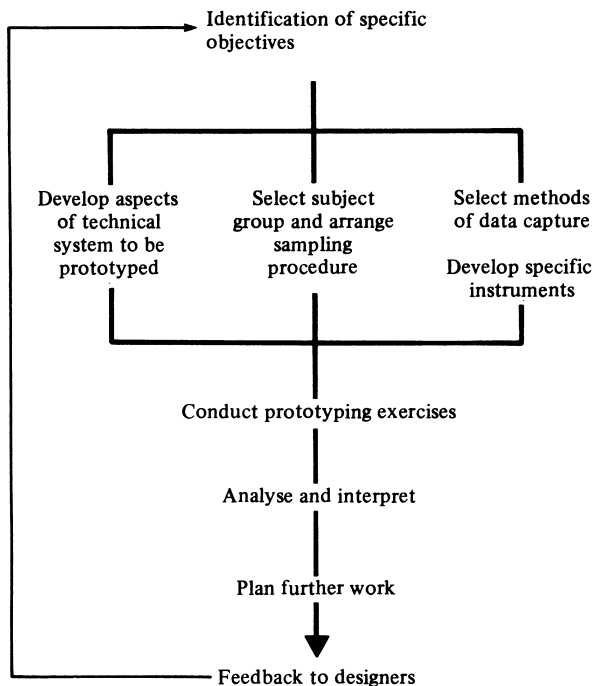 Identification of specific
objectives
Develop aspects
of technical
system to be
prototyped
Select subject
group and arrange
sampling
procedure
Select methods
of data capture
Develop specific
instruments
Conduct prototyping exercises
Analyse and interpret
Plan further work
Feedback to designers